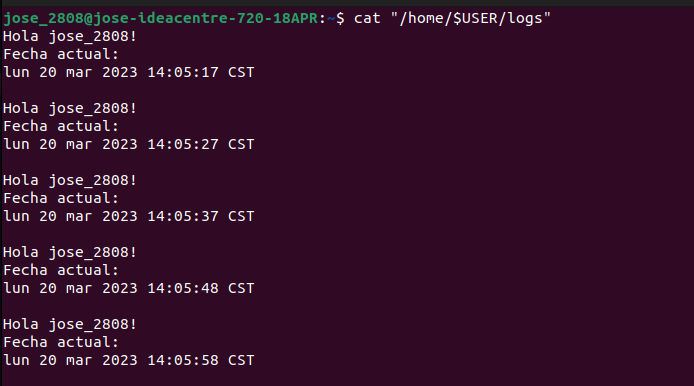 jose_2808@jose-ideacentre-720-18APR:~$ cat "/home/$USER/logs"
Hola jose_2808!
Fecha actual:
lun 20 mar 2023 14:05:17 CST
Hola jose_2808!
Fecha actual:
lun 20 mar 2023 14:05:27 CST
Hola jose_2808!
Fecha actual:
lun 20 mar 2023 14:05:37 CST
Hola jose_2808!
Fecha actual:
lun 20 mar 2023 14:05:48 CST
Hola jose_2808!
Fecha actual:
lun 20 mar 2023 14:05:58 CST